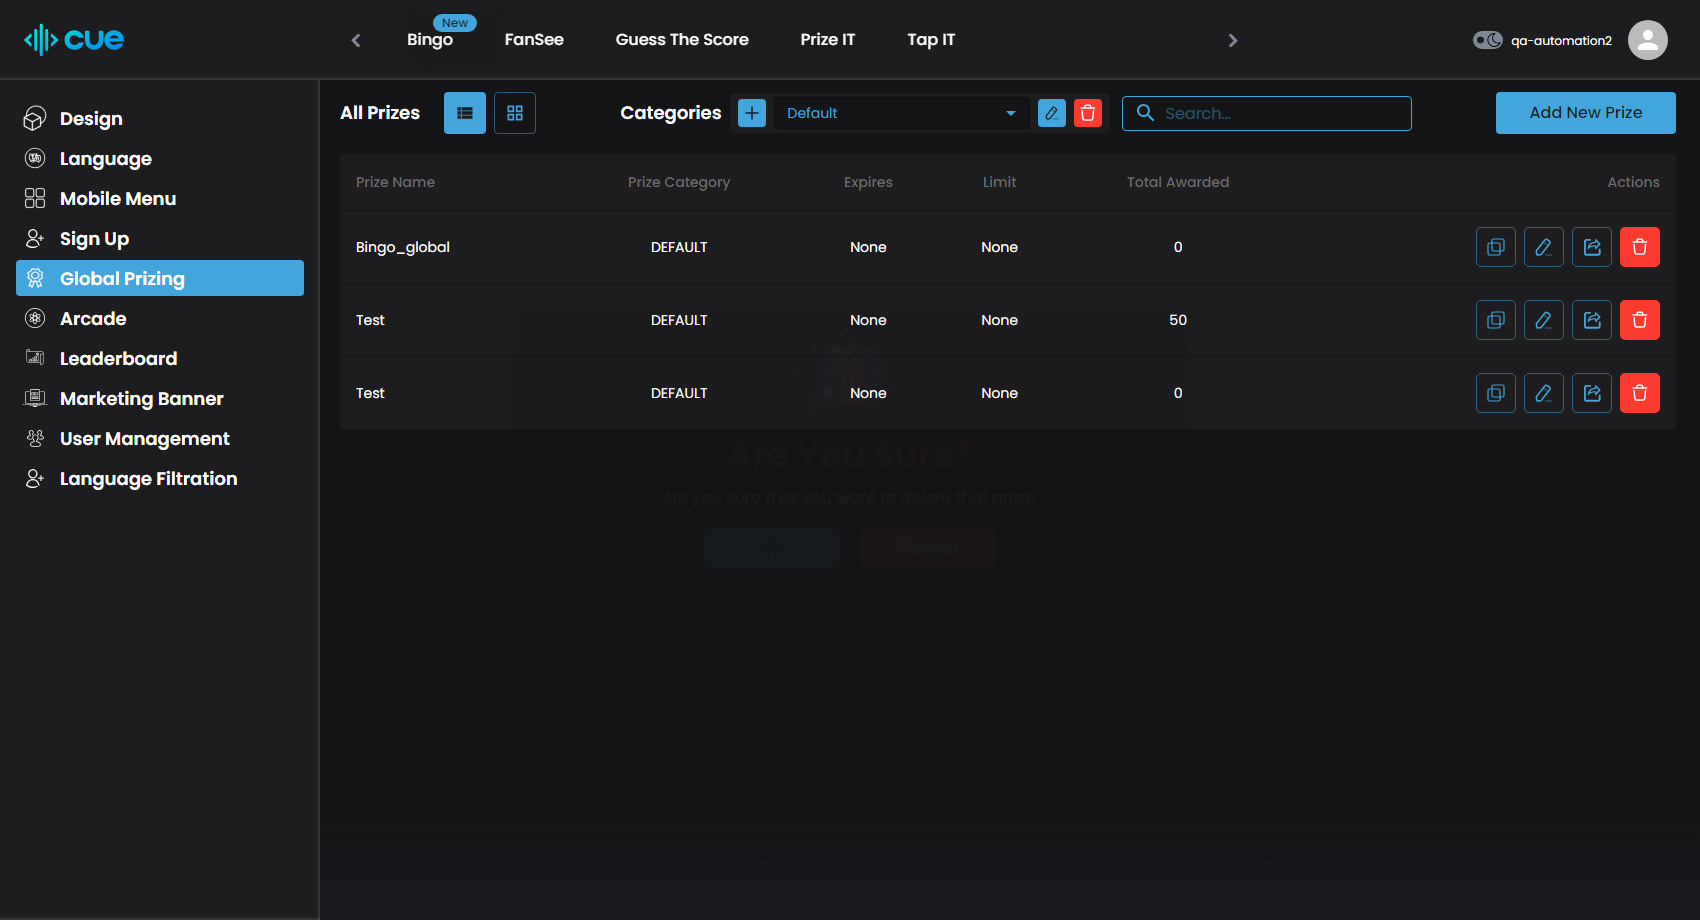 cue
New
Bingo
FanSee
Guess The Score
Prize IT
Tap IT
qa-automation2
Design
Language
Mobile Menu
Sign Up
Global Prizing
Arcade
Leaderboard
Marketing Banner
User Management
Language Filtration
All Prizes
Categories
Default
Search...
Add New Prize
Prize Name Prize Category Expires Limit Total Awarded Actions
Bingo_global DEFAULT None None 0
Test DEFAULT None None 50
Test DEFAULT None None 0
Are You Sure?
Are you sure that you want to delete that prize?
Cancel